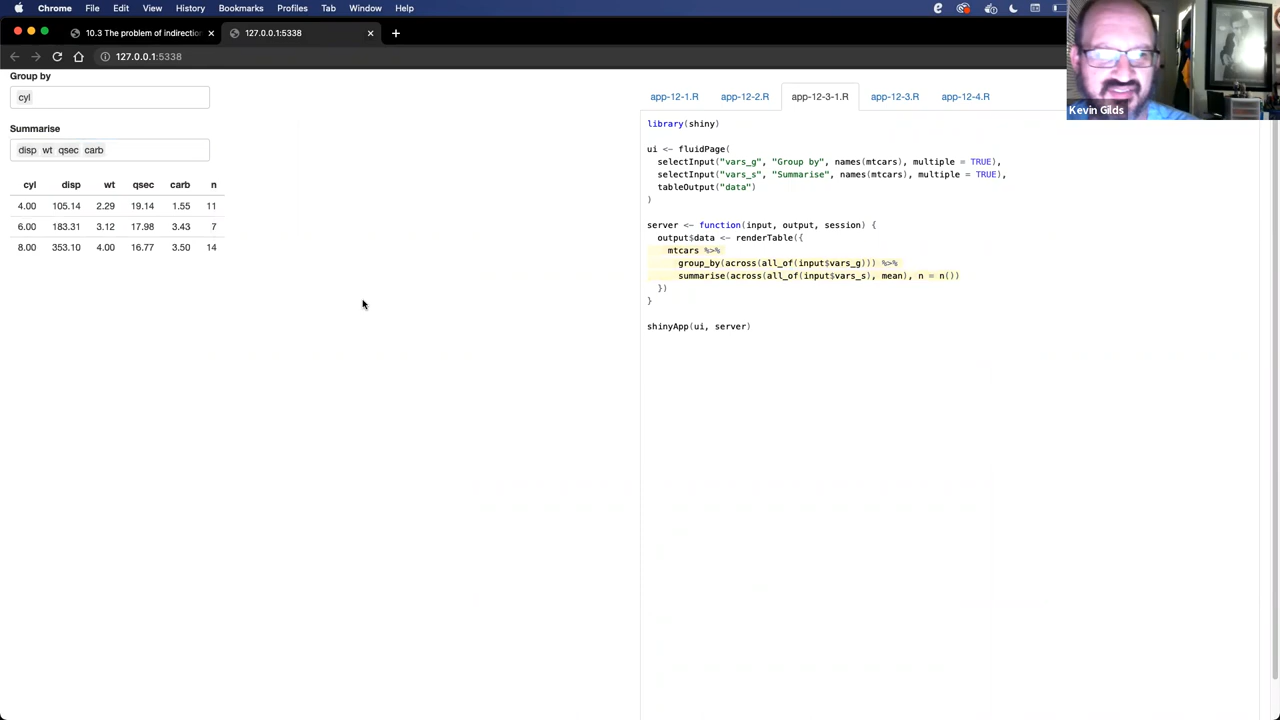 Chrome File Edit View History Bookmarks Profiles Tab Window Help
10.3 The problem of indirection
127.0.0.1:5338
127.0.0.1:5338
Kevin Gilds
Group by
cyl
Summarise
disp wt qsec carb
cyl disp wt qsec carb n
4.00 105.14 2.29 19.14 1.55 11
6.00 183.31 3.12 17.98 3.43 7
8.00 353.10 4.00 16.77 3.50 14
app-12-1.R app-12-2.R app-12-3-1.R app-12-3.R app-12-4.R
library(shiny)
ui <- fluidPage(
selectInput("vars_g", "Group by", names(mtcars), multiple = TRUE),
selectInput("vars_s", "Summarise", names(mtcars), multiple = TRUE),
tableOutput("data")
)
server <- function(input, output, session) {
output$data <- renderTable({
mtcars %>%
group_by(across(all_of(input$vars_g))) %>%
summarise(across(all_of(input$vars_s), mean), n = n())
})
}
shinyApp(ui, server)